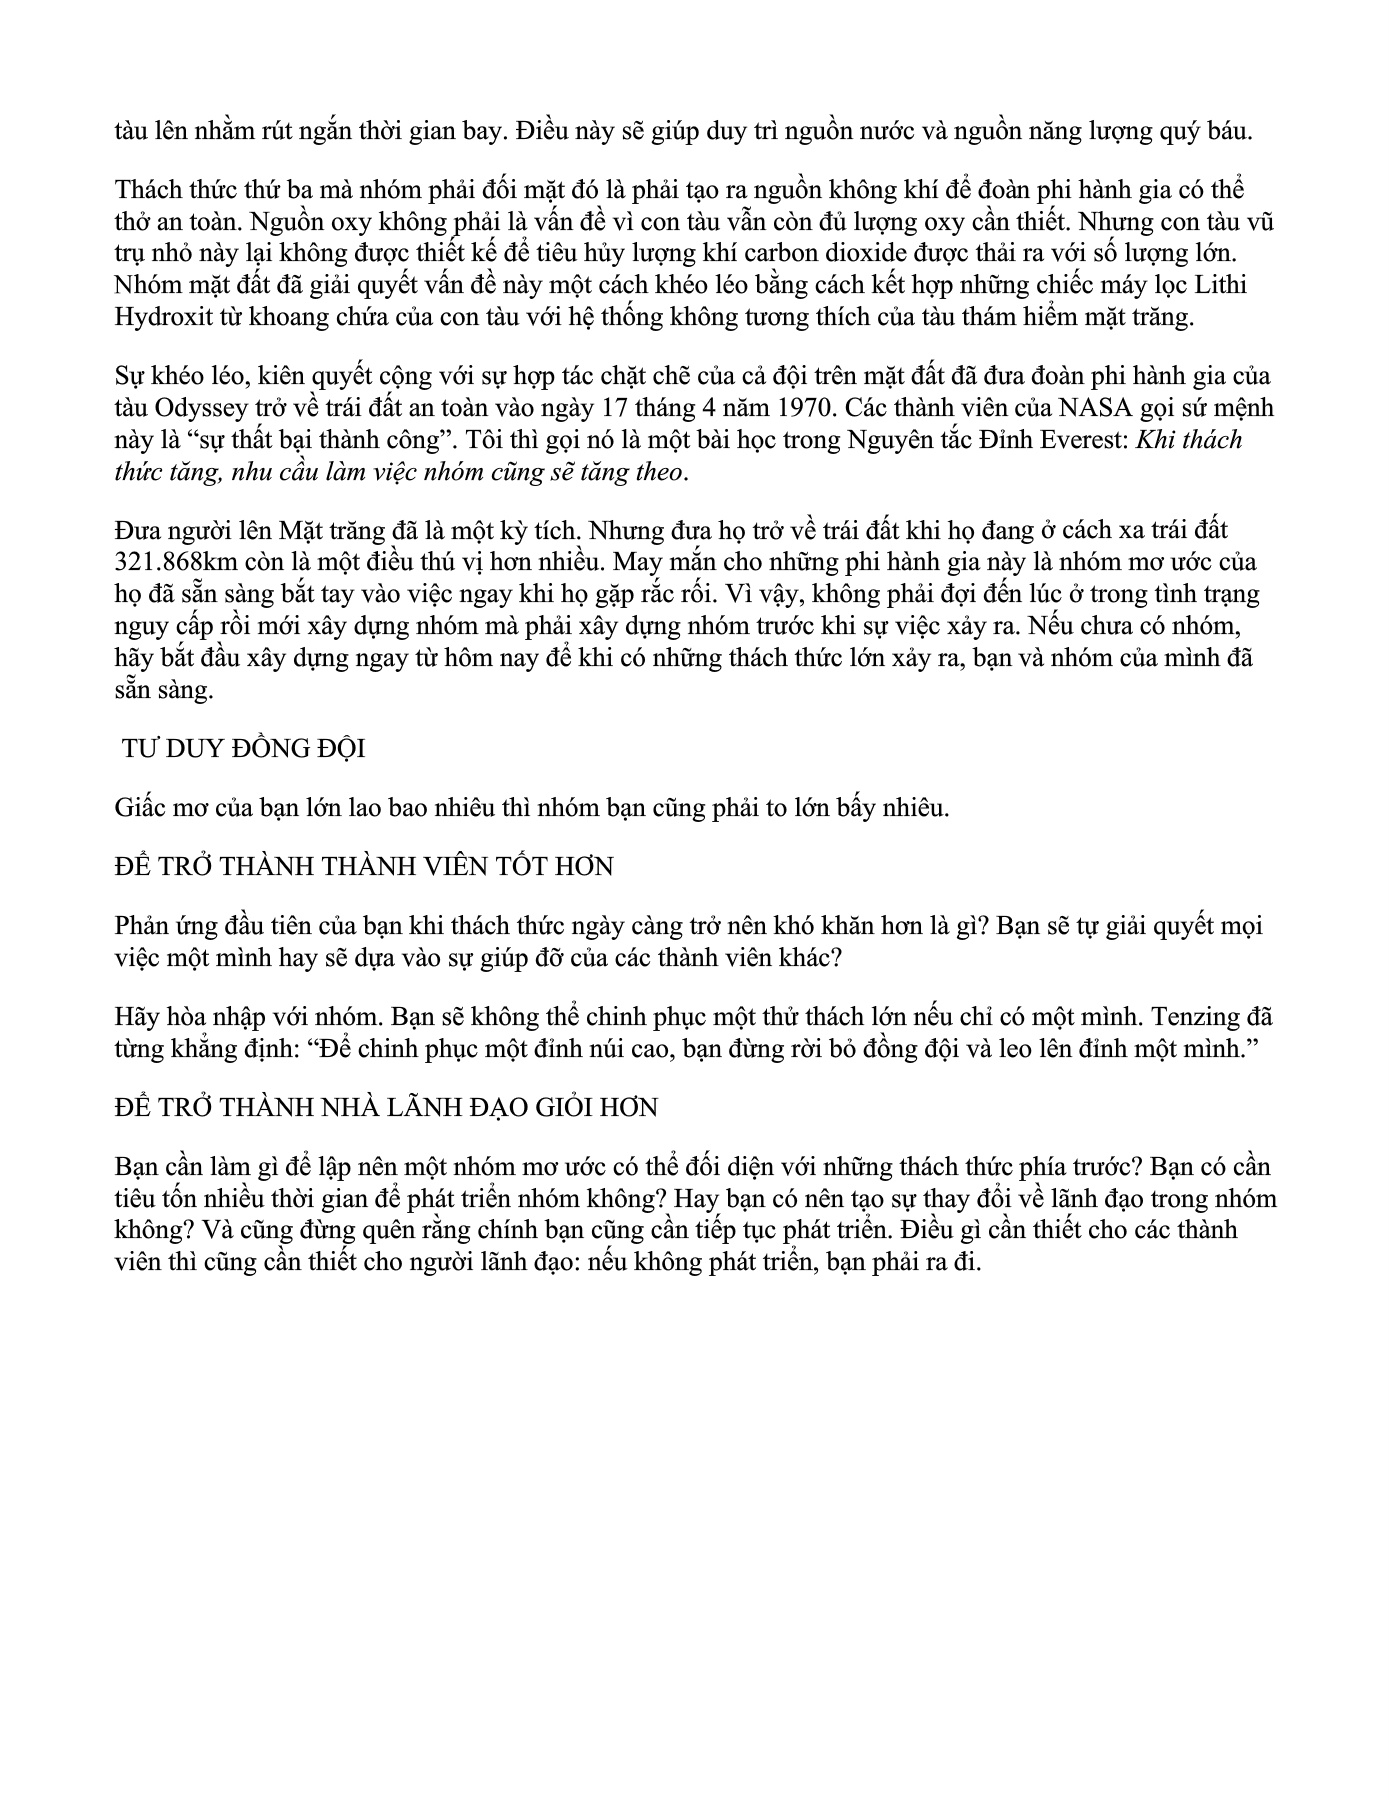 tàu lên nhằm rút ngắn thời gian bay. Điều này sẽ giúp duy trì nguồn nước và nguồn năng lượng quý báu.
Thách thức thứ ba mà nhóm phải đối mặt đó là phải tạo ra nguồn không khí để đoàn phi hành gia có thể
thở an toàn. Nguồn oxy không phải là vấn đề vì con tàu vẫn còn đủ lượng oxy cần thiết. Nhưng con tàu vũ
trụ nhỏ này lại không được thiết kế để tiêu hủy lượng khí carbon dioxide được thải ra với số lượng lớn.
Nhóm mặt đất đã giải quyết vấn đề này một cách khéo léo bằng cách kết hợp những chiếc máy lọc Lithi
Hydroxit từ khoang chứa của con tàu với hệ thống không tương thích của tàu thám hiểm mặt trăng.
Sự khéo léo, kiên quyết cộng với sự hợp tác chặt chẽ của cả đội trên mặt đất đã đưa đoàn phi hành gia của
tàu Odyssey trở về trái đất an toàn vào ngày 17 tháng 4 năm 1970. Các thành viên của NASA gọi sứ mệnh
này là “sự thất bại thành công”. Tôi thì gọi nó là một bài học trong Nguyên tắc Đỉnh Everest: Khi thách
thức tăng, nhu cầu làm việc nhóm cũng sẽ tăng theo.
Đưa người lên Mặt trăng đã là một kỳ tích. Nhưng đưa họ trở về trái đất khi họ đang ở cách xa trái đất
321.868km còn là một điều thú vị hơn nhiều. May mắn cho những phi hành gia này là nhóm mơ ước của
họ đã sẵn sàng bắt tay vào việc ngay khi họ gặp rắc rối. Vì vậy, không phải đợi đến lúc ở trong tình trạng
nguy cấp rồi mới xây dựng nhóm mà phải xây dựng nhóm trước khi sự việc xảy ra. Nếu chưa có nhóm,
hãy bắt đầu xây dựng ngay từ hôm nay để khi có những thách thức lớn xảy ra, bạn và nhóm của mình đã
sẵn sàng.
TƯ DUY ĐỒNG ĐỘI
Giấc mơ của bạn lớn lao bao nhiêu thì nhóm bạn cũng phải to lớn bấy nhiêu.
ĐỂ TRỞ THÀNH THÀNH VIÊN TỐT HƠN
Phản ứng đầu tiên của bạn khi thách thức ngày càng trở nên khó khăn hơn là gì? Bạn sẽ tự giải quyết mọi
việc một mình hay sẽ dựa vào sự giúp đỡ của các thành viên khác?
Hãy hòa nhập với nhóm. Bạn sẽ không thể chinh phục một thử thách lớn nếu chỉ có một mình. Tenzing đã
từng khẳng định: “Để chinh phục một đỉnh núi cao, bạn đừng rời bỏ đồng đội và leo lên đỉnh một mình.”
ĐỂ TRỞ THÀNH NHÀ LÃNH ĐẠO GIỎI HƠN
Bạn cần làm gì để lập nên một nhóm mơ ước có thể đối diện với những thách thức phía trước? Bạn có cần
tiêu tốn nhiều thời gian để phát triển nhóm không? Hay bạn có nên tạo sự thay đổi về lãnh đạo trong nhóm
không? Và cũng đừng quên rằng chính bạn cũng cần tiếp tục phát triển. Điều gì cần thiết cho các thành
viên thì cũng cần thiết cho người lãnh đạo: nếu không phát triển, bạn phải ra đi.